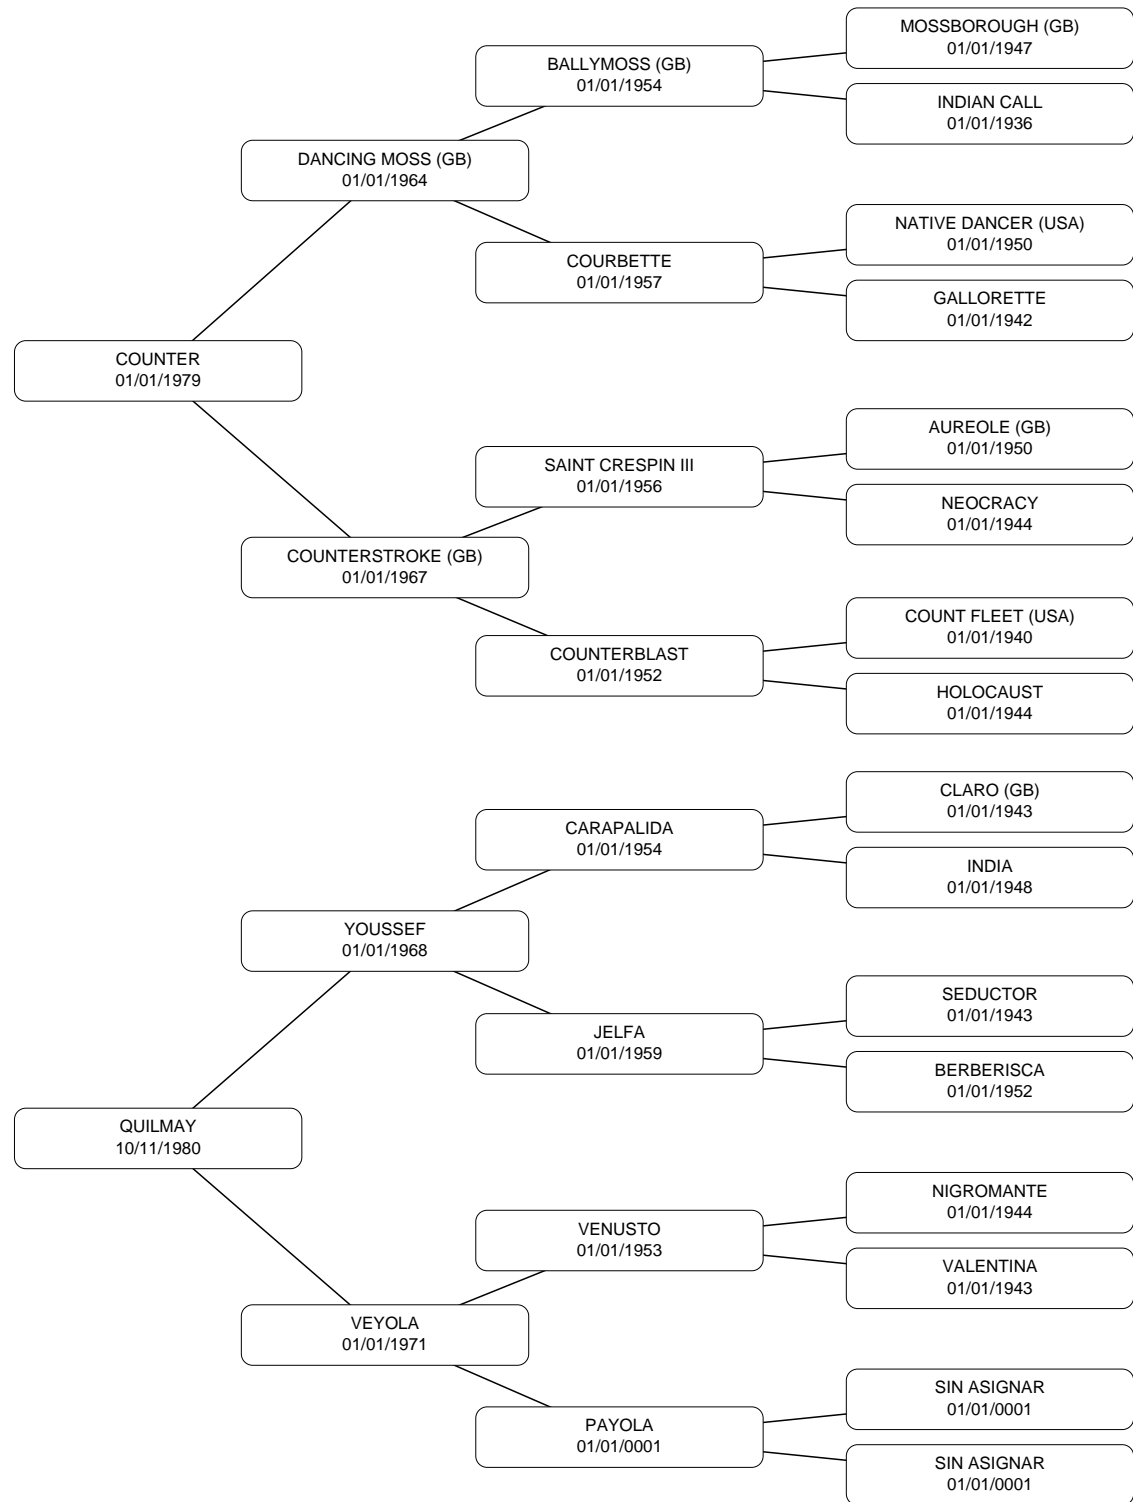 MOSSBOROUGH (GB)
01/01/1947
BALLYMOSS (GB)
01/01/1954
INDIAN CALL
01/01/1936
DANCING MOSS (GB)
01/01/1964
NATIVE DANCER (USA)
01/01/1950
COURBETTE
01/01/1957
GALLORETTE
01/01/1942
COUNTER
01/01/1979
AUREOLE (GB)
01/01/1950
SAINT CRESPIN III
01/01/1956
NEOCRACY
01/01/1944
COUNTERSTROKE (GB)
01/01/1967
COUNT FLEET (USA)
01/01/1940
COUNTERBLAST
01/01/1952
HOLOCAUST
01/01/1944
CLARO (GB)
01/01/1943
CARAPALIDA
01/01/1954
INDIA
01/01/1948
YOUSSEF
01/01/1968
SEDUCTOR
01/01/1943
JELFA
01/01/1959
BERBERISCA
01/01/1952
QUILMAY
10/11/1980
NIGROMANTE
01/01/1944
VENUSTO
01/01/1953
VALENTINA
01/01/1943
VEYOLA
01/01/1971
SIN ASIGNAR
01/01/0001
PAYOLA
01/01/0001
SIN ASIGNAR
01/01/0001